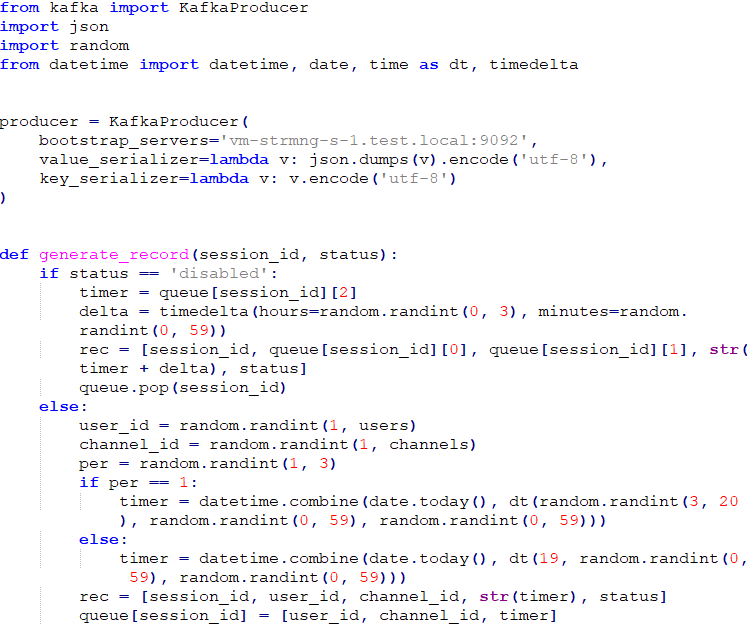 from kafka import KafkaProducer
import json
import random
from datetime import datetime, date, time as dt, timedelta
producer = KafkaProducer(
    bootstrap_servers='vm-strmng-s-1.test.local:9092',
    value_serializer=lambda v: json.dumps(v).encode('utf-8'),
    key_serializer=lambda v: v.encode('utf-8')
)
def generate_record(session_id, status):
    if status == 'disabled':
        timer = queue[session_id][2]
        delta = timedelta(hours=random.randint(0, 3), minutes=random.
        randint(0, 59))
        rec = [session_id, queue[session_id][0], queue[session_id][1], str(
        timer + delta), status]
        queue.pop(session_id)
    else:
        user_id = random.randint(1, users)
        channel_id = random.randint(1, channels)
        per = random.randint(1, 3)
        if per == 1:
            timer = datetime.combine(date.today(), dt(random.randint(3, 20
            ), random.randint(0, 59), random.randint(0, 59)))
        else:
            timer = datetime.combine(date.today(), dt(19, random.randint(0,
             59), random.randint(0, 59)))
        rec = [session_id, user_id, channel_id, str(timer), status]
        queue[session_id] = [user_id, channel_id, timer]